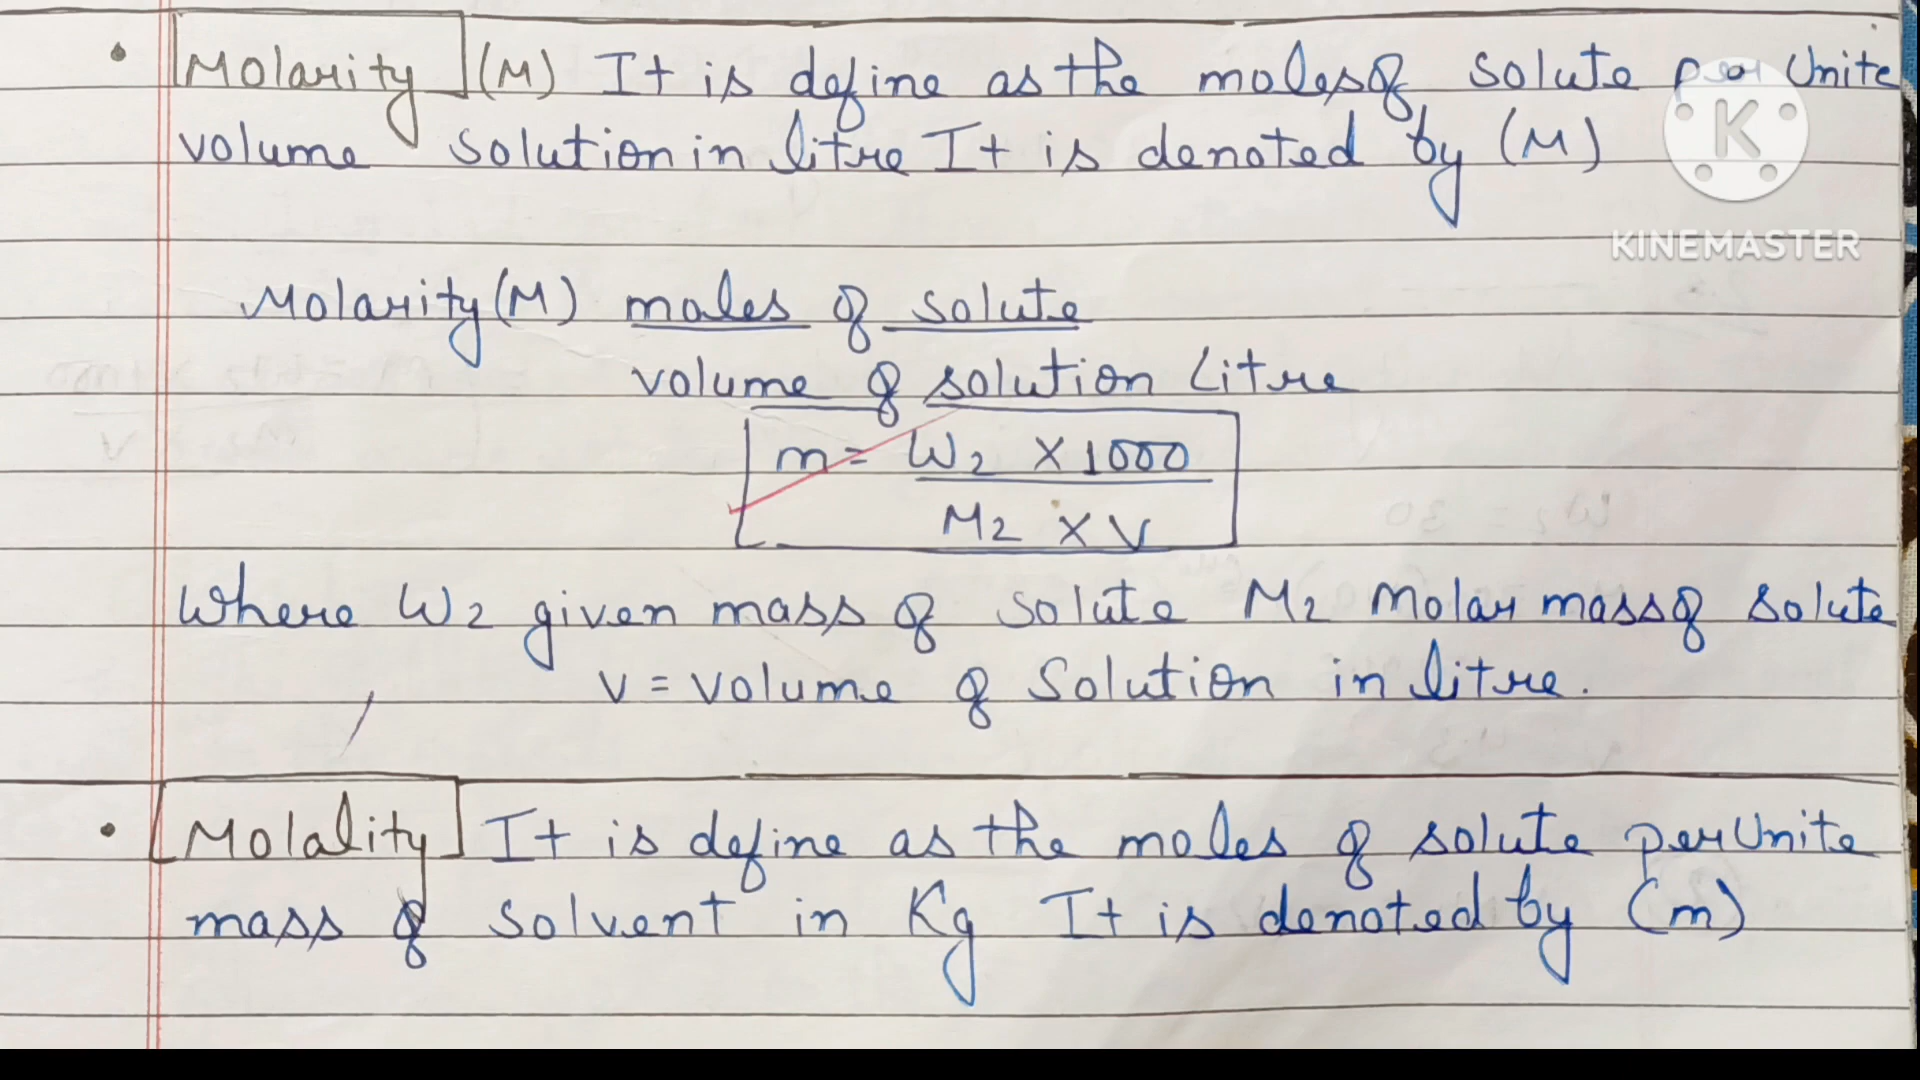 • Molarity (M) It is define as the moles of solute per Unite
volume solution in litre It is denoted by (M)
KINEMASTER
Molarity (M) moles of solute
volume of solution Litre
m = W2 X 1000
M2 X V
Where W2 given mass of solute M2 Molar mass of solute
V = volume of Solution in litre.
• Molality It is define as the moles of solute per Unite
mass of solvent in Kg It is denoted by (m)